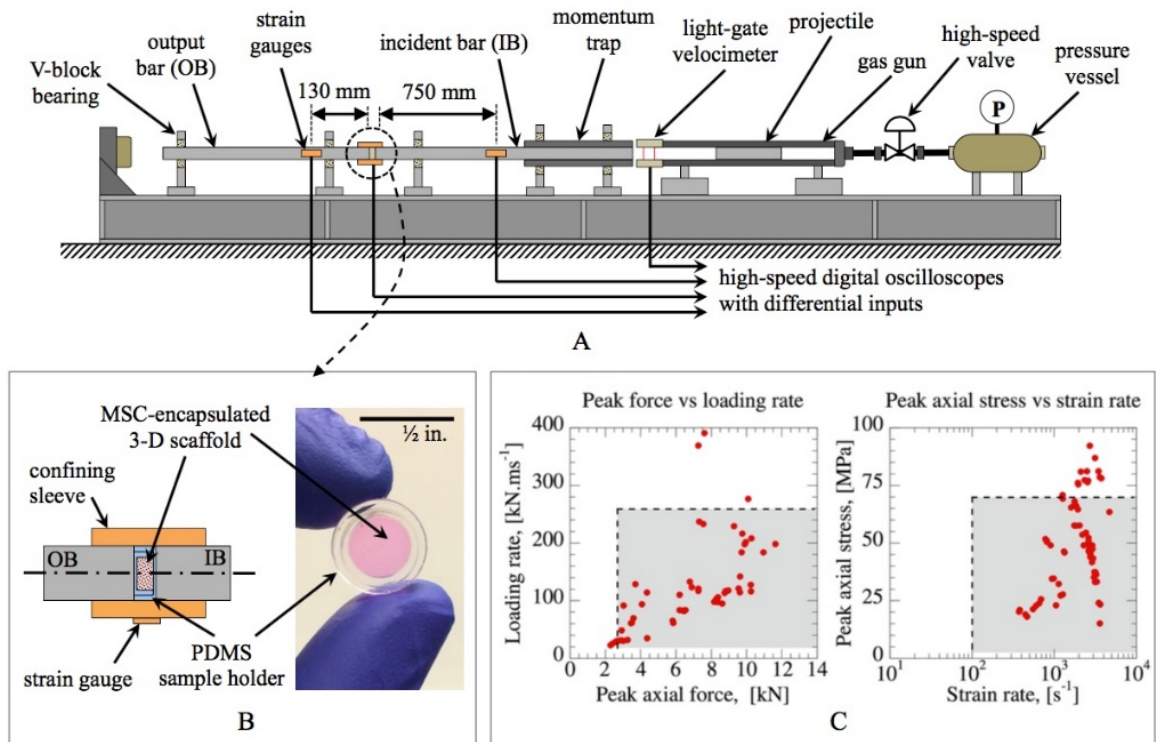 strain
gauges
output
bar (OB)
V-block
bearing
incident bar (IB)
momentum
trap
light-gate
velocimeter
projectile
gas gun
high-speed
valve
pressure
vessel
130 mm
750 mm
P
high-speed digital oscilloscopes
with differential inputs
A
MSC-encapsulated
3-D scaffold
confining
sleeve
OB
IB
strain gauge
PDMS
sample holder
½ in.
B
Peak force vs loading rate
Loading rate, [kN.ms⁻¹]
400
300
200
100
0
0 2 4 6 8 10 12 14
Peak axial force, [kN]
Peak axial stress vs strain rate
Peak axial stress, [MPa]
100
75
50
25
0
10¹ 10² 10³ 10⁴
Strain rate, [s⁻¹]
C